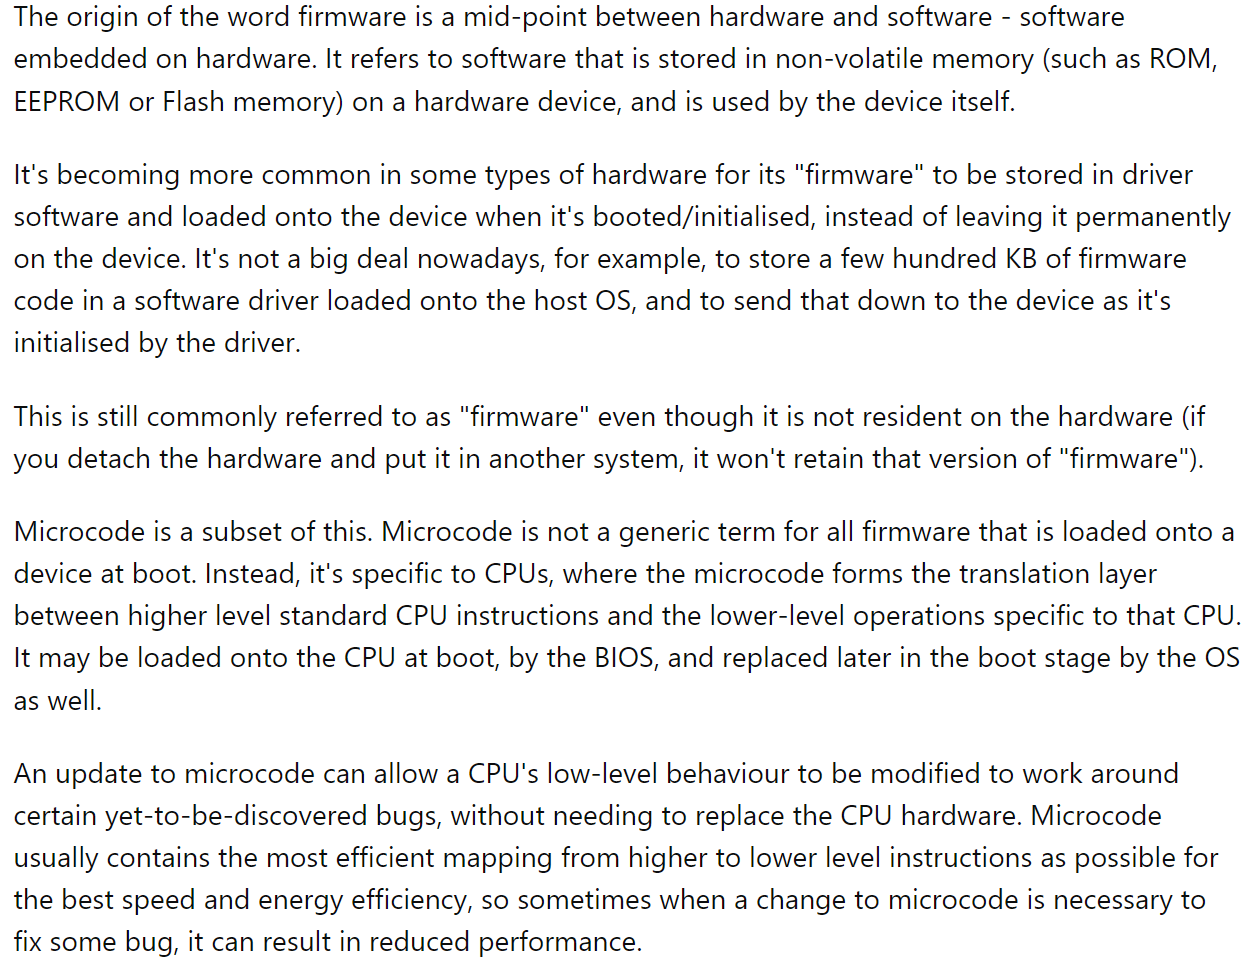 The origin of the word firmware is a mid-point between hardware and software - software
embedded on hardware. It refers to software that is stored in non-volatile memory (such as ROM,
EEPROM or Flash memory) on a hardware device, and is used by the device itself.
It's becoming more common in some types of hardware for its "firmware" to be stored in driver
software and loaded onto the device when it's booted/initialised, instead of leaving it permanently
on the device. It's not a big deal nowadays, for example, to store a few hundred KB of firmware
code in a software driver loaded onto the host OS, and to send that down to the device as it's
initialised by the driver.
This is still commonly referred to as "firmware" even though it is not resident on the hardware (if
you detach the hardware and put it in another system, it won't retain that version of "firmware").
Microcode is a subset of this. Microcode is not a generic term for all firmware that is loaded onto a
device at boot. Instead, it's specific to CPUs, where the microcode forms the translation layer
between higher level standard CPU instructions and the lower-level operations specific to that CPU.
It may be loaded onto the CPU at boot, by the BIOS, and replaced later in the boot stage by the OS
as well.
An update to microcode can allow a CPU's low-level behaviour to be modified to work around
certain yet-to-be-discovered bugs, without needing to replace the CPU hardware. Microcode
usually contains the most efficient mapping from higher to lower level instructions as possible for
the best speed and energy efficiency, so sometimes when a change to microcode is necessary to
fix some bug, it can result in reduced performance.